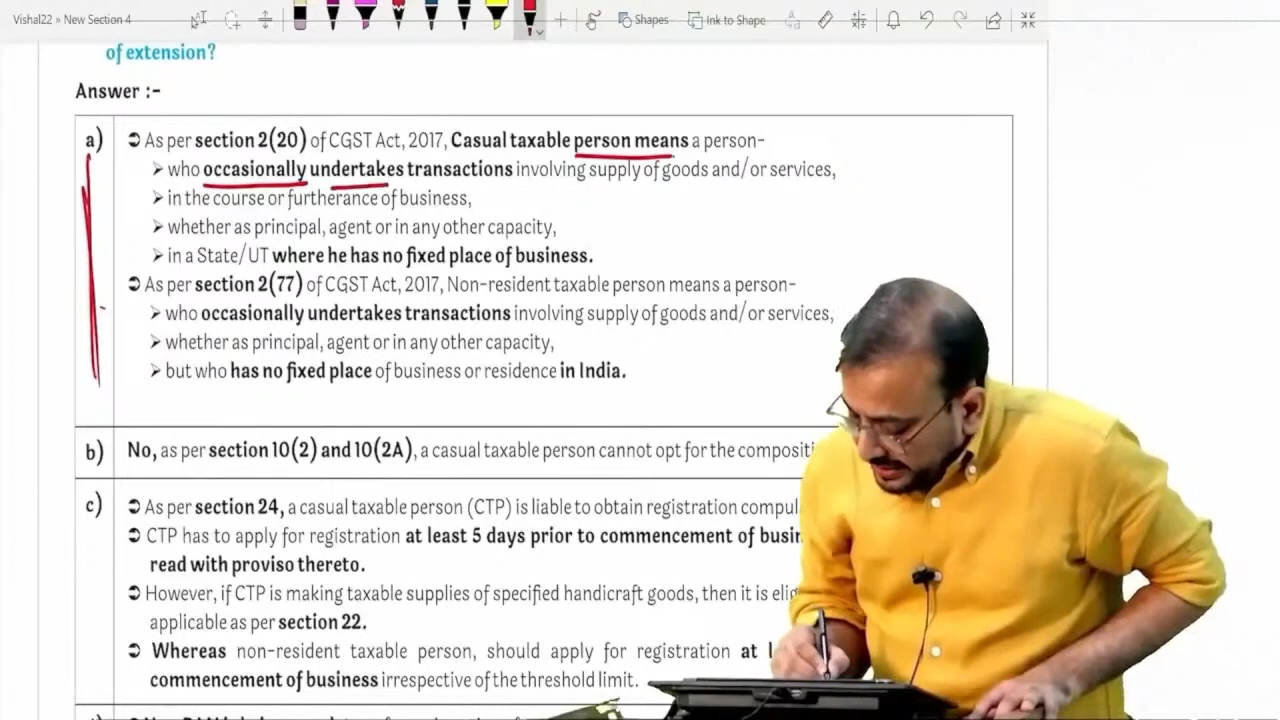 Vishal22 » New Section 4
Shapes
Ink to Shape
of extension?
Answer :-
a) ➲ As per section 2(20) of CGST Act, 2017, Casual taxable person means a person-
➤ who occasionally undertakes transactions involving supply of goods and/or services,
➤ in the course or furtherance of business,
➤ whether as principal, agent or in any other capacity,
➤ in a State/UT where he has no fixed place of business.
➲ As per section 2(77) of CGST Act, 2017, Non-resident taxable person means a person-
➤ who occasionally undertakes transactions involving supply of goods and/or services,
➤ whether as principal, agent or in any other capacity,
➤ but who has no fixed place of business or residence in India.
b) No, as per section 10(2) and 10(2A), a casual taxable person cannot opt for the compositi
c) ➲ As per section 24, a casual taxable person (CTP) is liable to obtain registration compul
➲ CTP has to apply for registration at least 5 days prior to commencement of busin
read with proviso thereto.
➲ However, if CTP is making taxable supplies of specified handicraft goods, then it is elig
applicable as per section 22.
➲ Whereas non-resident taxable person, should apply for registration at l
commencement of business irrespective of the threshold limit.